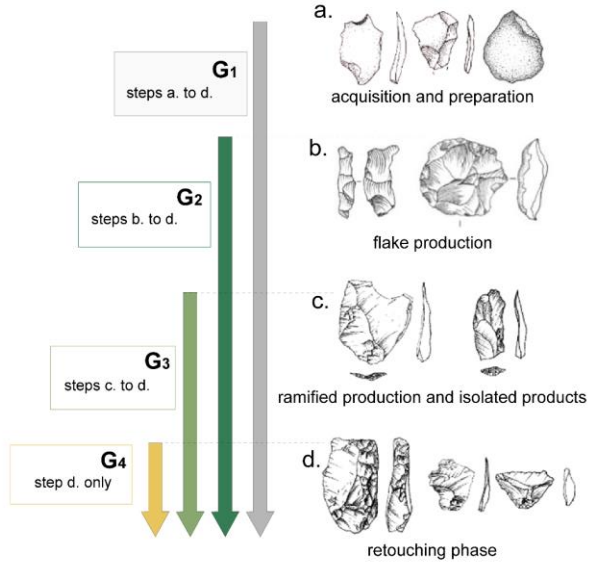 a.
acquisition and preparation
G1
steps a. to d.
b.
flake production
G2
steps b. to d.
c.
ramified production and isolated products
G3
steps c. to d.
d.
retouching phase
G4
step d. only